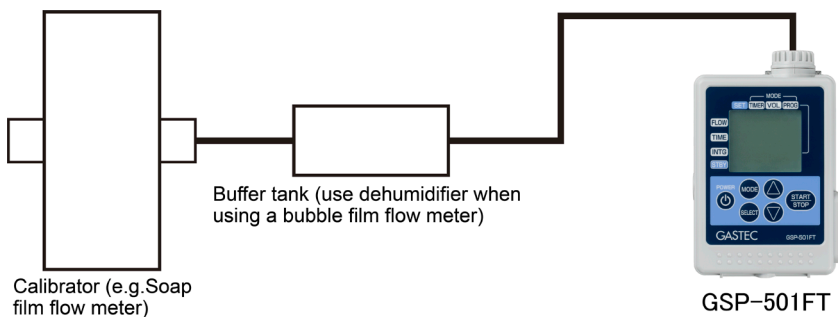 MODE
SET TIMER VOL PROG
FLOW
TIME
INTG
STBY
POWER
MODE
SELECT
START
STOP
GASTEC
GSP-501FT
Buffer tank (use dehumidifier when
using a bubble film flow meter)
Calibrator (e.g.Soap
film flow meter)
GSP-501FT